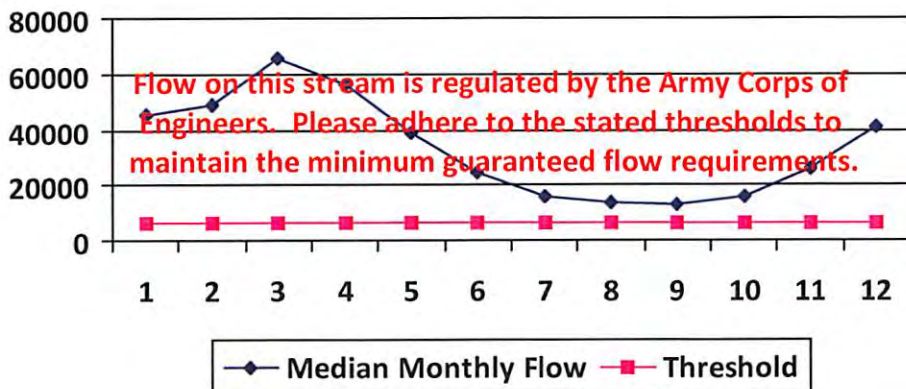 80000
60000
40000
20000
0
Flow on this stream is regulated by the Army Corps of
Engineers. Please adhere to the stated thresholds to
maintain the minimum guaranteed flow requirements.
1 2 3 4 5 6 7 8 9 10 11 12
Median Monthly Flow Threshold